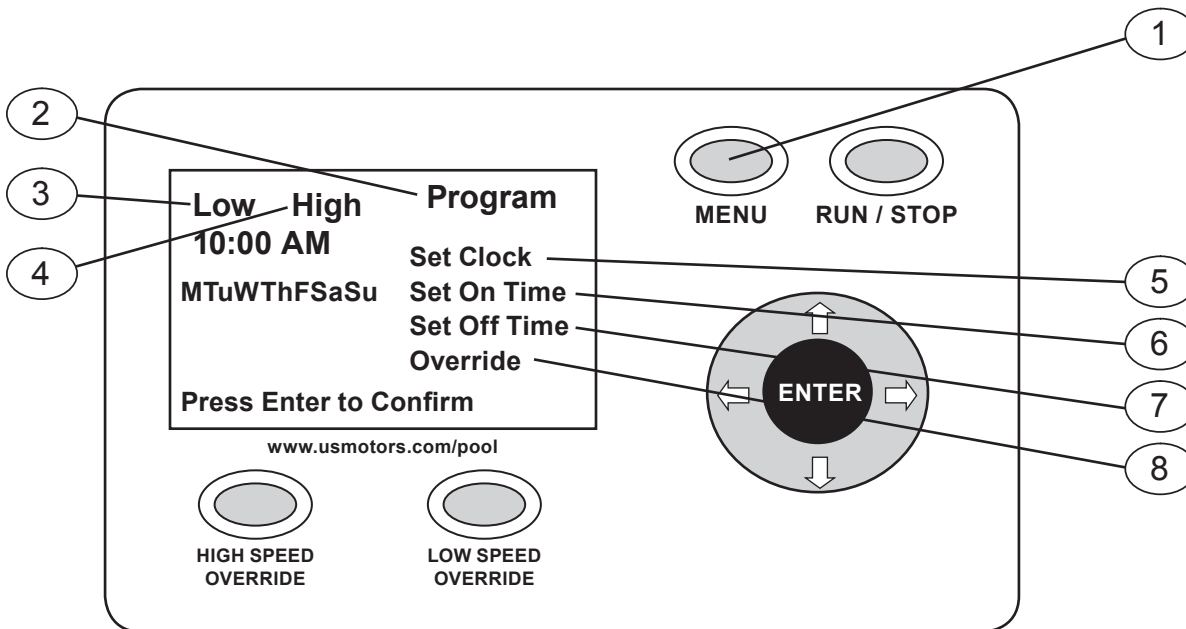 1
2
3
4
Low High
Program
10:00 AM
MTuWThFSaSu
Set Clock
Set On Time
Set Off Time
Override
Press Enter to Confirm
www.usmotors.com/pool
MENU
RUN / STOP
ENTER
5
6
7
8
HIGH SPEED
OVERRIDE
LOW SPEED
OVERRIDE